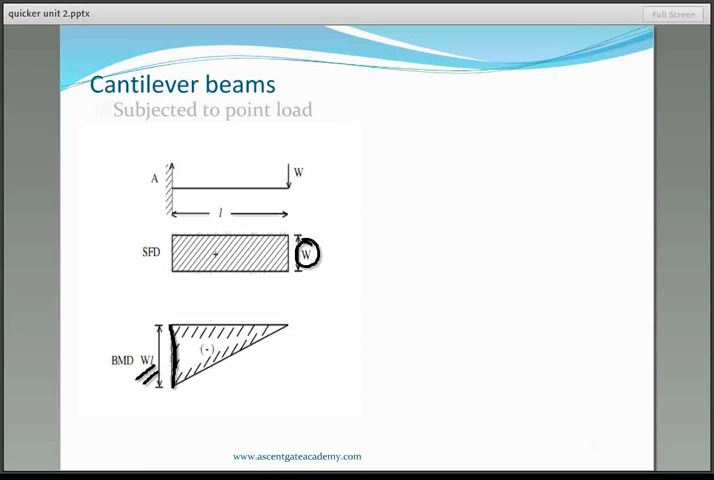 quicker unit 2.pptx
Full Screen
Cantilever beams
Subjected to point load
A
W
l
SFD
+
W
BMD Wl
(-)
www.ascentgateacademy.com